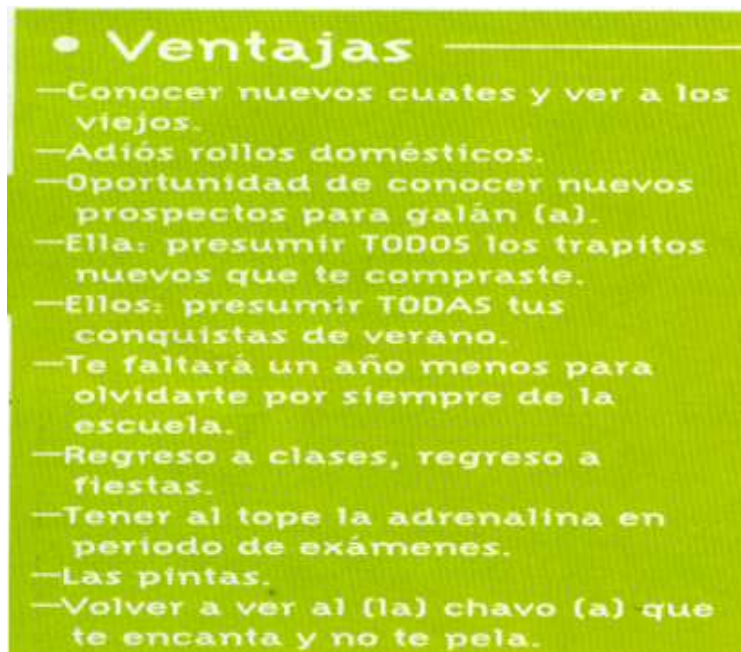 • Ventajas
—Conocer nuevos cuates y ver a los
viejos.
—Adiós rollos domésticos.
—Oportunidad de conocer nuevos
prospectos para galán (a).
—Ella: presumir TODOS los trapitos
nuevos que te compraste.
—Ellos: presumir TODAS tus
conquistas de verano.
—Te faltará un año menos para
olvidarte por siempre de la
escuela.
—Regreso a clases, regreso a
fiestas.
—Tener al tope la adrenalina en
periodo de exámenes.
—Las pintas.
—Volver a ver al (la) chavo (a) que
te encanta y no te pela.